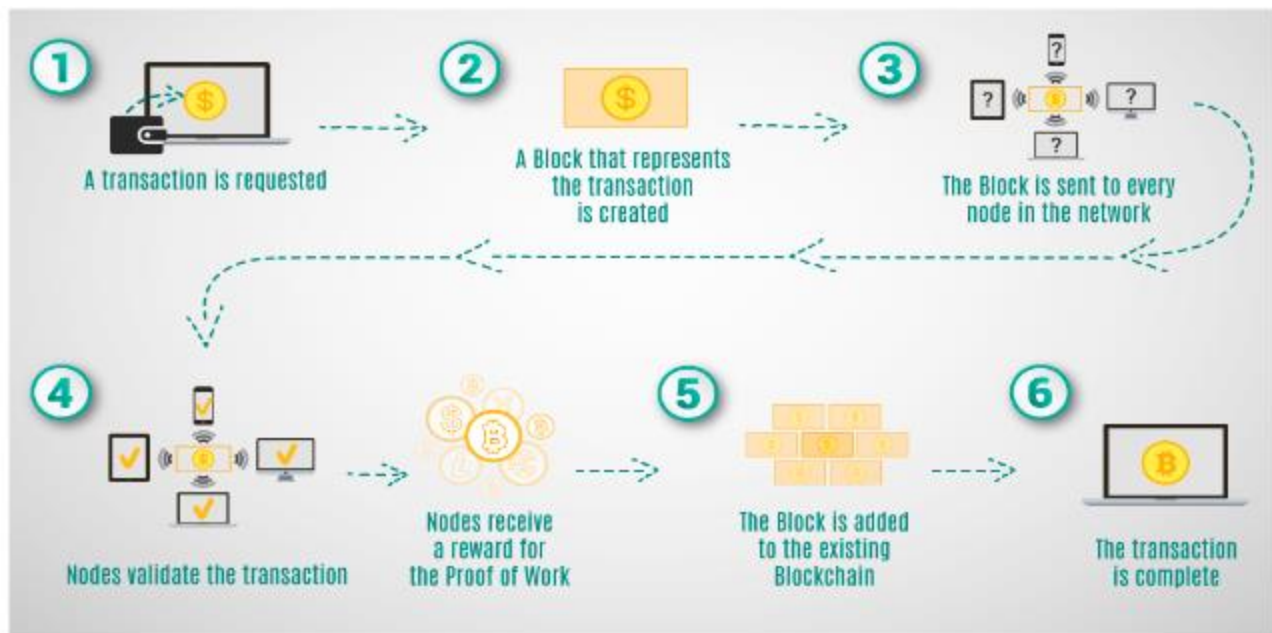 1
A transaction is requested
2
A Block that represents
the transaction
is created
3
The Block is sent to every
node in the network
4
Nodes validate the transaction
Nodes receive
a reward for
the Proof of Work
5
The Block is added
to the existing
Blockchain
6
The transaction
is complete